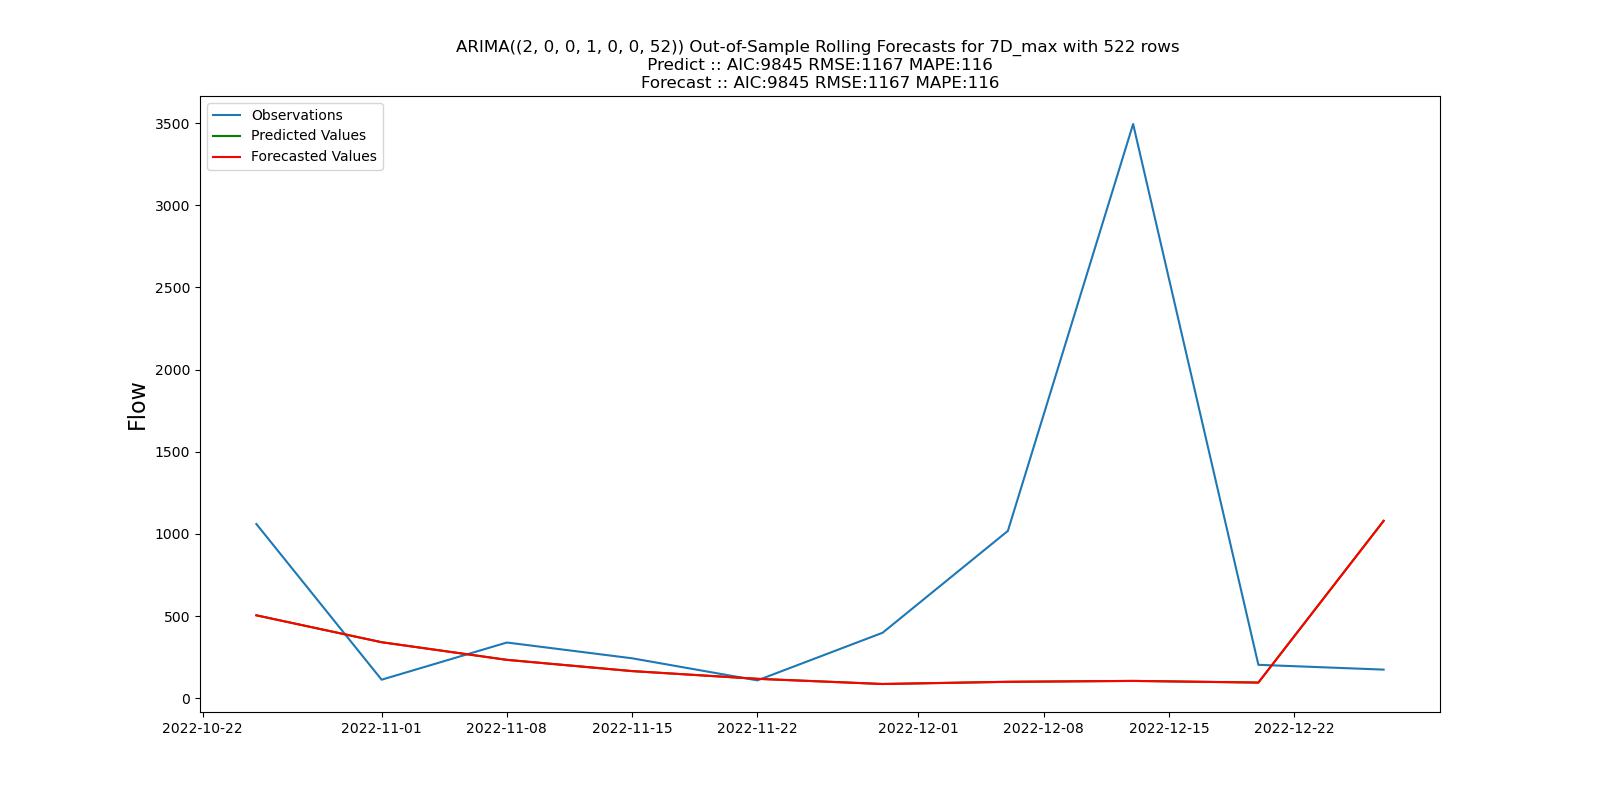 ARIMA((2, 0, 0, 1, 0, 0, 52)) Out-of-Sample Rolling Forecasts for 7D_max with 522 rows
Predict :: AIC:9845 RMSE:1167 MAPE:116
Forecast :: AIC:9845 RMSE:1167 MAPE:116
Observations
Predicted Values
Forecasted Values
3500
3000
2500
2000
1500
1000
500
0
Flow
2022-10-22 2022-11-01 2022-11-08 2022-11-15 2022-11-22 2022-12-01 2022-12-08 2022-12-15 2022-12-22